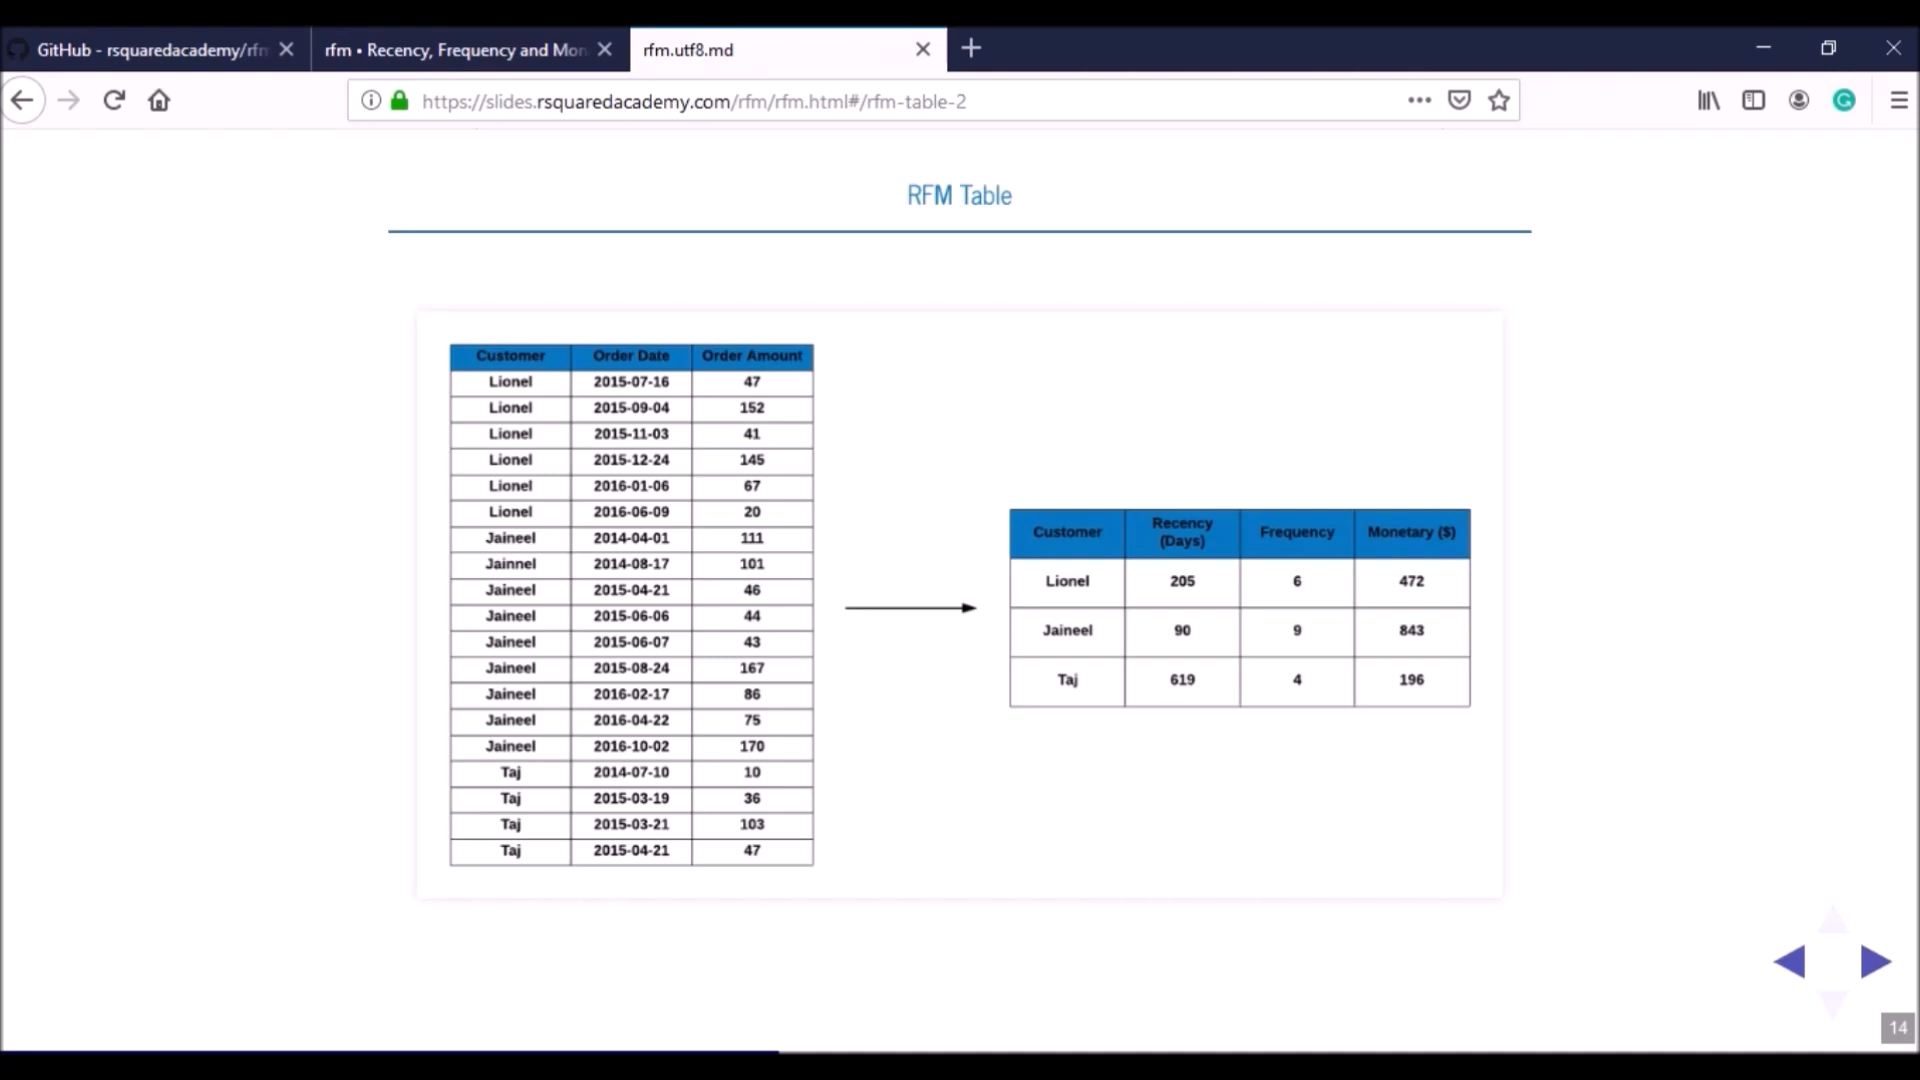 GitHub - rsquaredacademy/rfm
rfm • Recency, Frequency and Mon
rfm.utf8.md
https://slides.rsquaredacademy.com/rfm/rfm.html#/rfm-table-2
RFM Table
Customer Order Date Order Amount
Lionel 2015-07-16 47
Lionel 2015-09-04 152
Lionel 2015-11-03 41
Lionel 2015-12-24 145
Lionel 2016-01-06 67
Lionel 2016-06-09 20
Jaineel 2014-04-01 111
Jainnel 2014-08-17 101
Jaineel 2015-04-21 46
Jaineel 2015-06-06 44
Jaineel 2015-06-07 43
Jaineel 2015-08-24 167
Jaineel 2016-02-17 86
Jaineel 2016-04-22 75
Jaineel 2016-10-02 170
Taj 2014-07-10 10
Taj 2015-03-19 36
Taj 2015-03-21 103
Taj 2015-04-21 47
Customer Recency (Days) Frequency Monetary ($)
Lionel 205 6 472
Jaineel 90 9 843
Taj 619 4 196
14